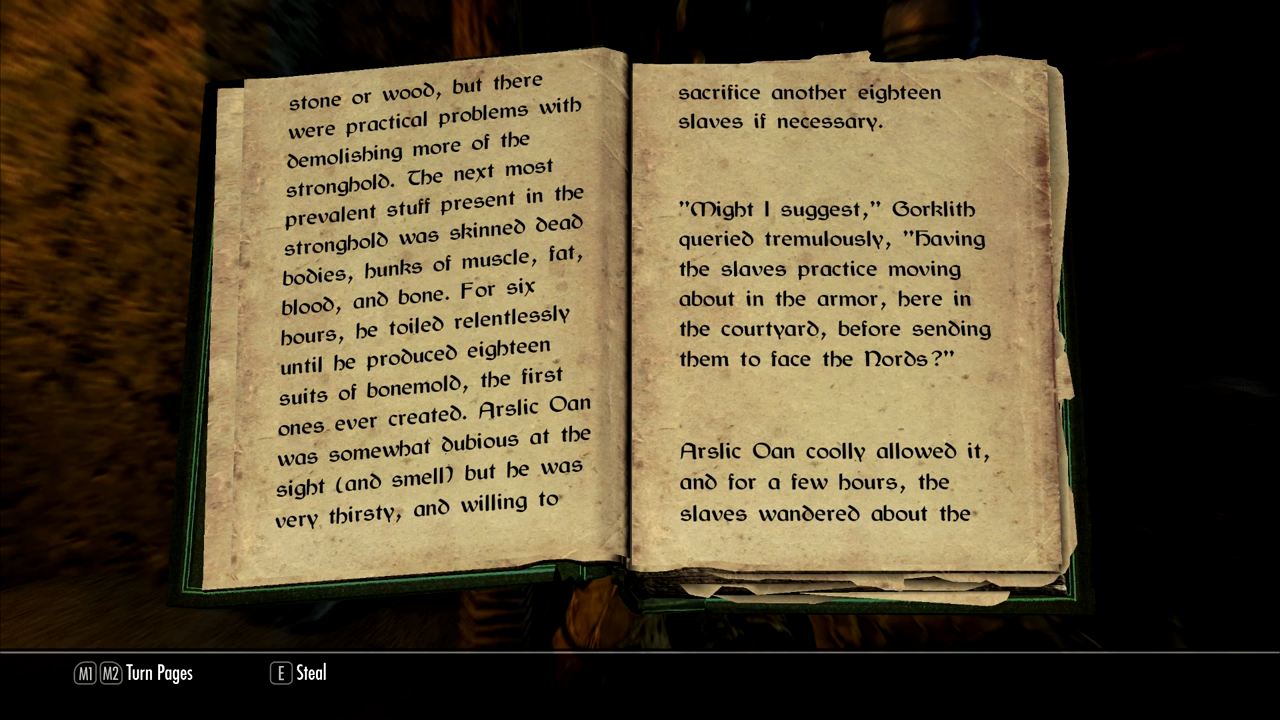 stone or wood, but there
were practical problems with
demolishing more of the
stronghold. The next most
prevalent stuff present in the
stronghold was skinned dead
bodies, hunks of muscle, fat,
blood, and bone. For six
hours, he toiled relentlessly
until he produced eighteen
suits of bonemold, the first
ones ever created. Arslic Oan
was somewhat dubious at the
sight (and smell) but he was
very thirsty, and willing to
sacrifice another eighteen
slaves if necessary.
"Might I suggest," Gorklith
queried tremulously, "Having
the slaves practice moving
about in the armor, here in
the courtyard, before sending
them to face the Nords?"
Arslic Oan coolly allowed it,
and for a few hours, the
slaves wandered about the
M1 M2 Turn Pages E Steal